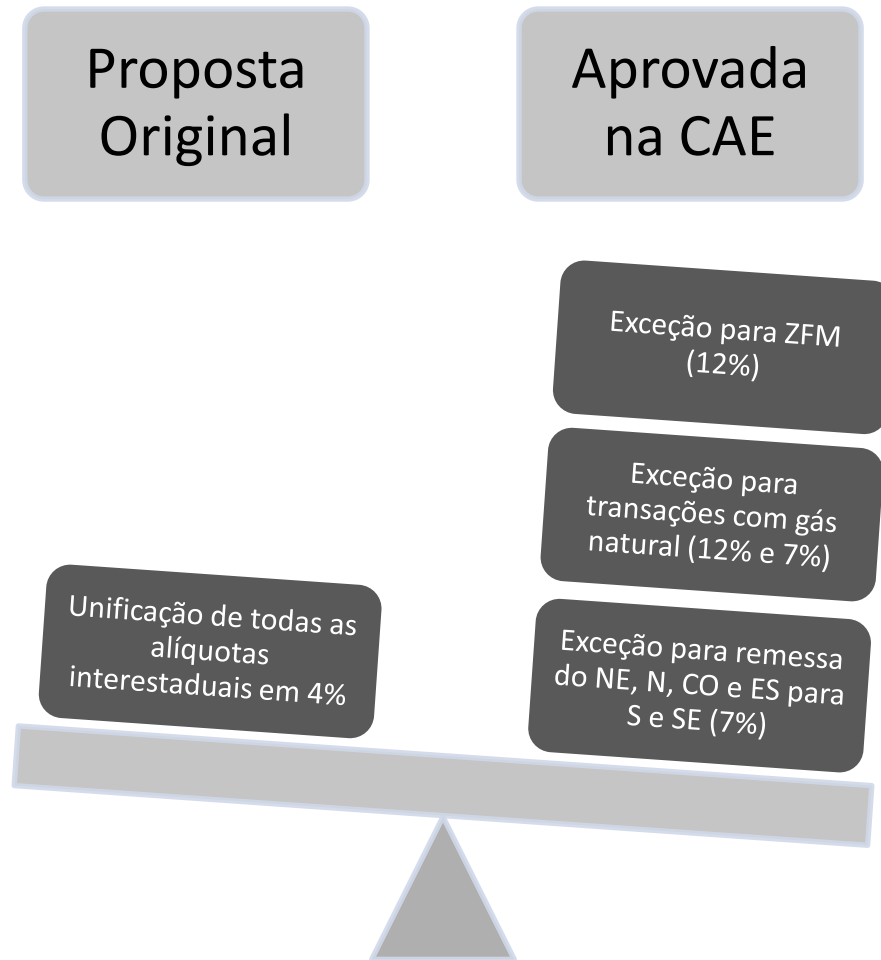 Proposta
Original
Aprovada
na CAE
Exceção para ZFM
(12%)
Exceção para
transações com gás
natural (12% e 7%)
Unificação de todas as
alíquotas
interestaduais em 4%
Exceção para remessa
do NE, N, CO e ES para
S e SE (7%)